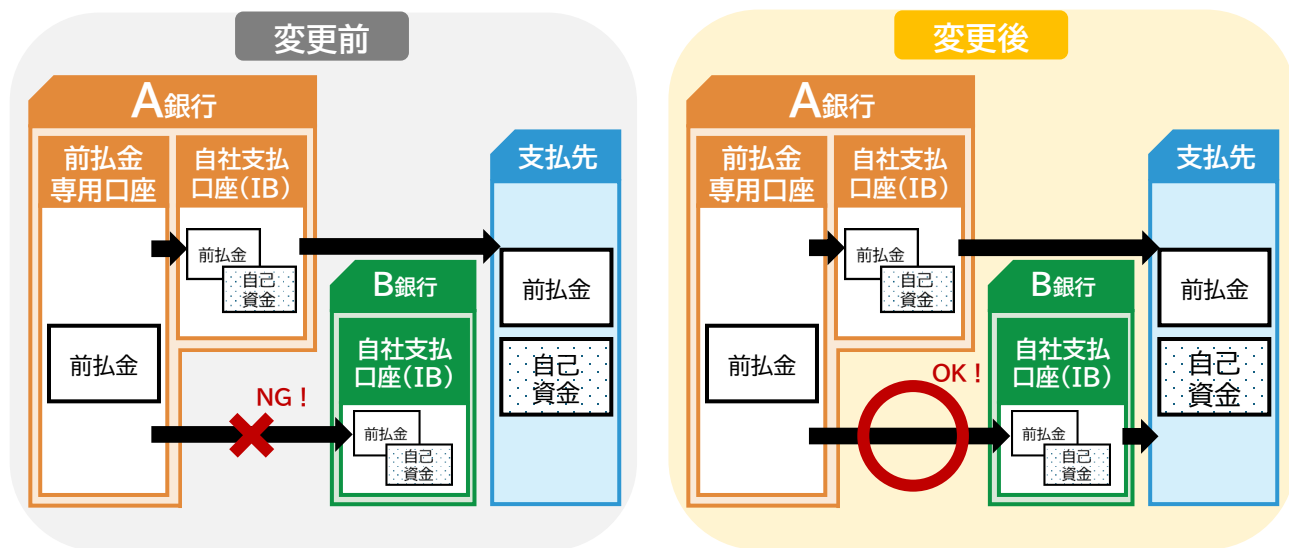 変更前
A銀行
前払金
専用口座
自社支払
口座(IB)
支払先
前払金
自己
資金
B銀行
前払金
自己
資金
前払金
自社支払
口座(IB)
NG!
前払金
自己
資金
変更後
A銀行
前払金
専用口座
自社支払
口座(IB)
支払先
前払金
自己
資金
B銀行
前払金
自己
資金
前払金
自社支払
口座(IB)
OK!
前払金
自己
資金